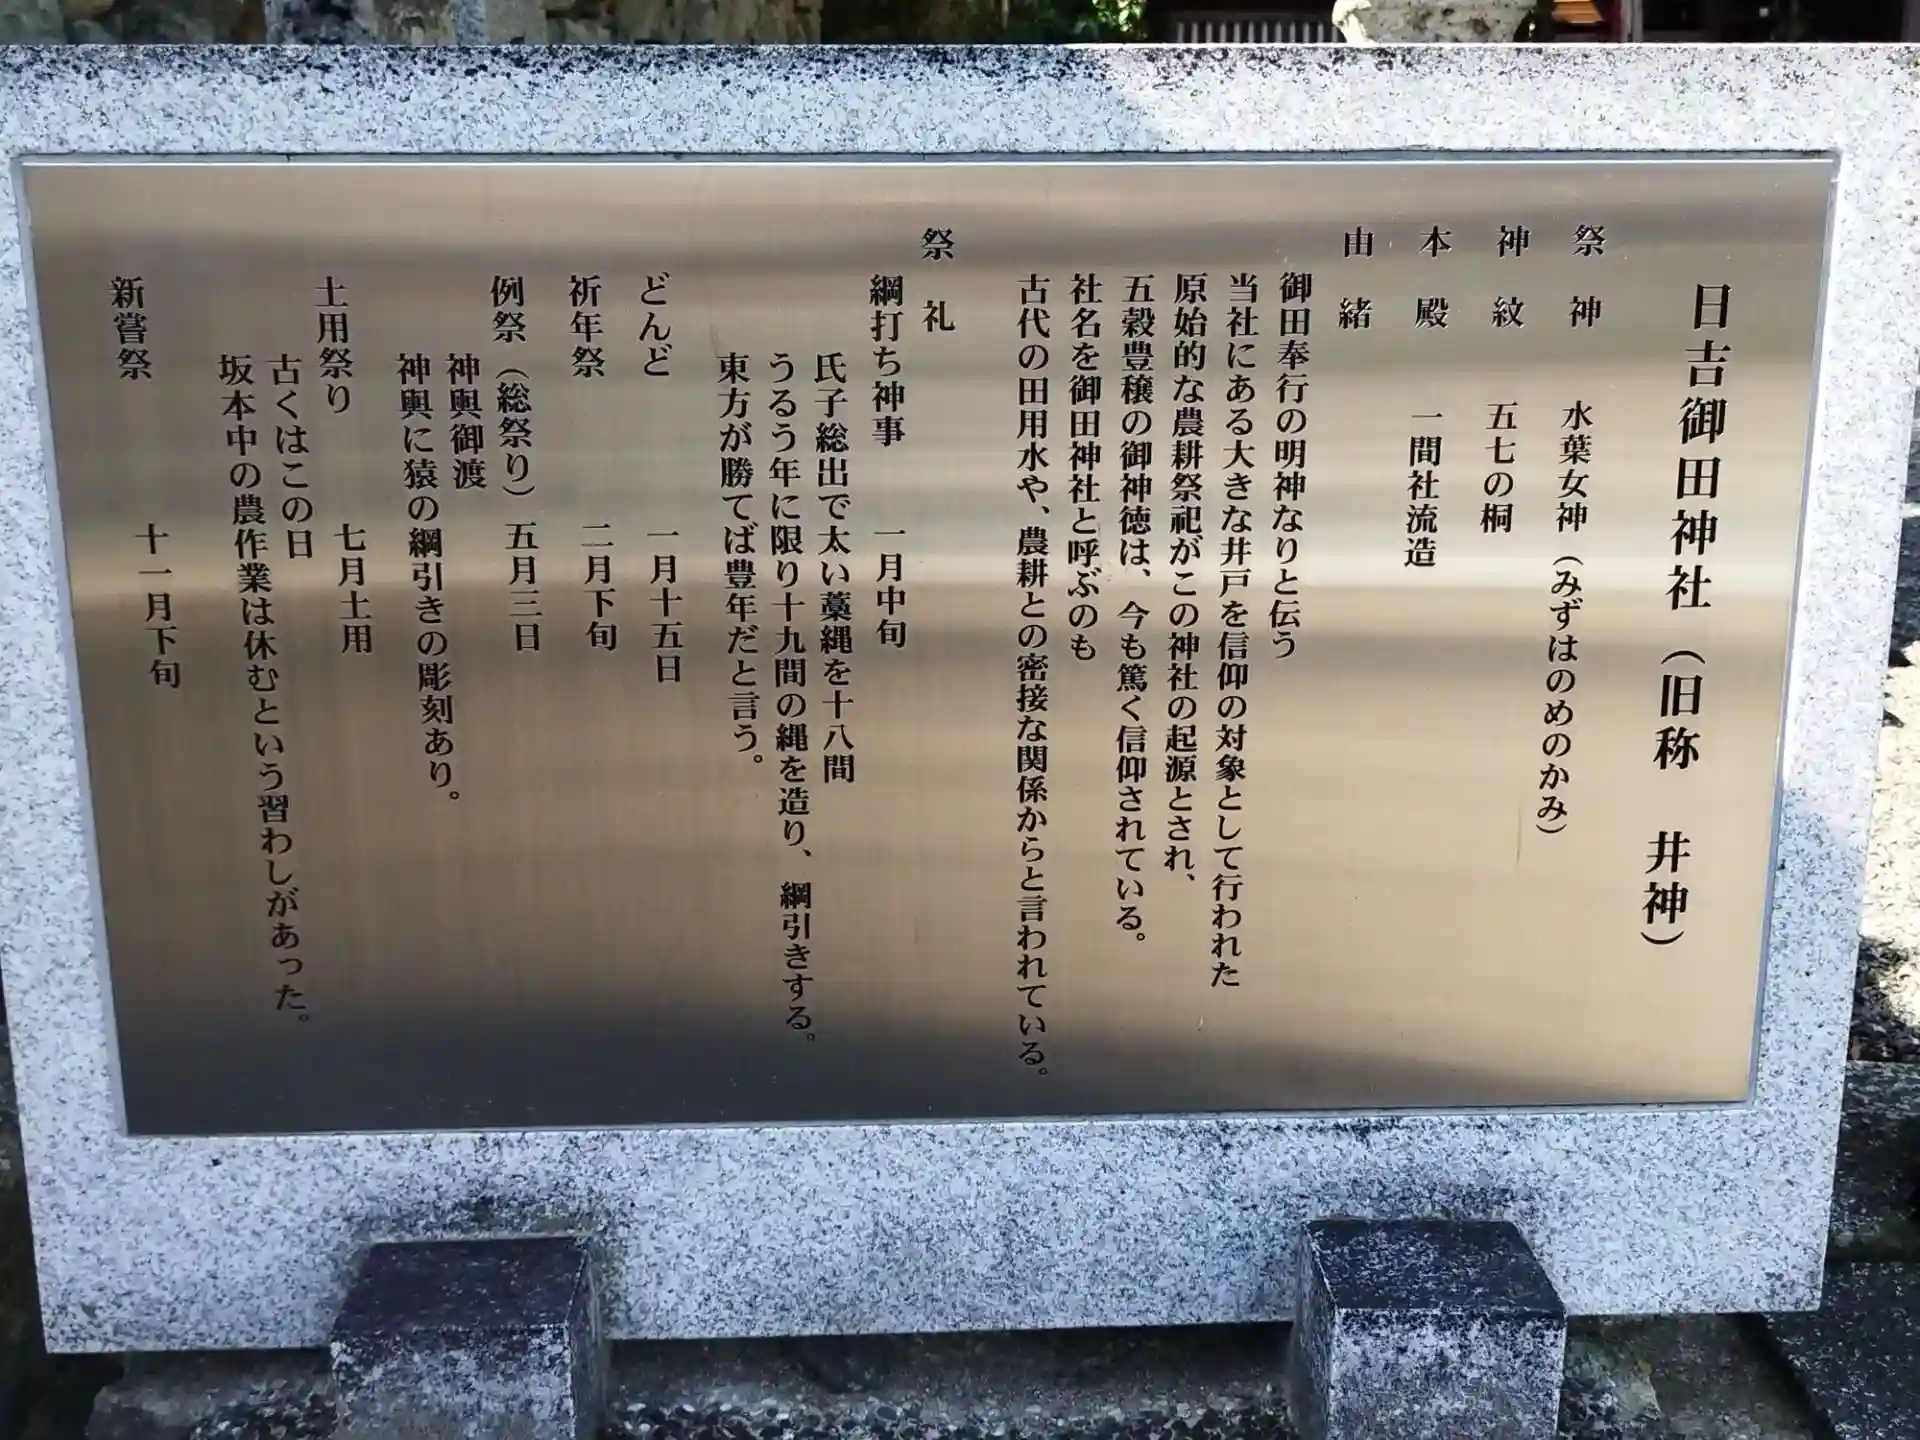 日吉御田神社（旧称　井神）
祭　神　水葉女神（みずはのめのかみ）
神　紋　五七の桐
本　殿　一間社流造
由　緒
御田奉行の明神なりと伝う
当社にある大きな井戸を信仰の対象として行われた
原始的な農耕祭祀がこの神社の起源とされ、
五穀豊穣の御神徳は、今も篤く信仰されている。
社名を御田神社と呼ぶのも
古代の田用水や、農耕との密接な関係からと言われている。
祭　礼
綱打ち神事　一月中旬
氏子総出で太い藁縄を十八間
うるう年に限り十九間の縄を造り、綱引きする。
東方が勝てば豊年だと言う。
どんど　一月十五日
祈年祭　二月下旬
例祭（総祭り）五月三日
神輿御渡
神輿に猿の綱引きの彫刻あり。
土用祭り　七月土用
古くはこの日
坂本中の農作業は休むという習わしがあった。
新嘗祭　十一月下旬